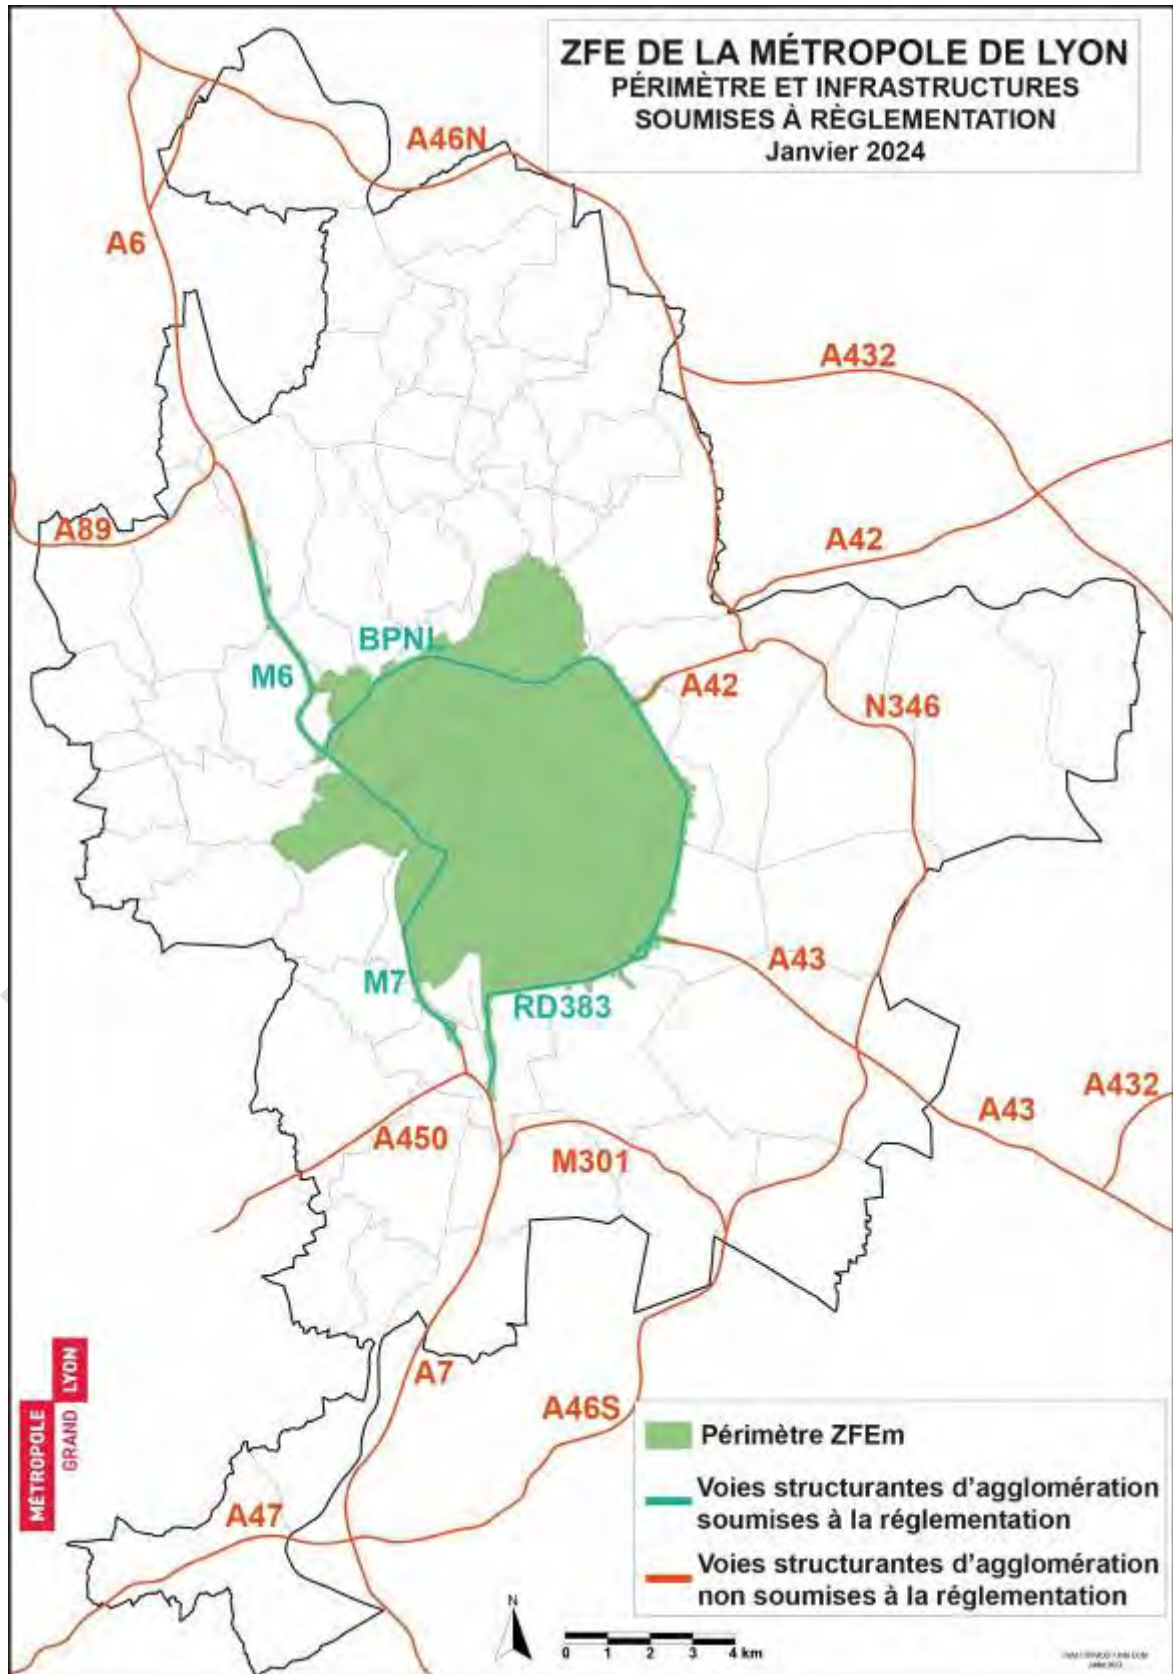 ZFE DE LA MÉTROPOLE DE LYON
PÉRIMÈTRE ET INFRASTRUCTURES
SOUMISES À RÈGLEMENTATION
Janvier 2024
A46N
A6
A432
A89
A42
BPNL
M6
A42
N346
A43
M7
RD383
A432
A43
A450
M301
A7
A46S
A47
MÉTROPOLE
GRAND LYON
Périmètre ZFEm
Voies structurantes d'agglomération
soumises à la réglementation
Voies structurantes d'agglomération
non soumises à la réglementation
N
0 1 2 3 4 km